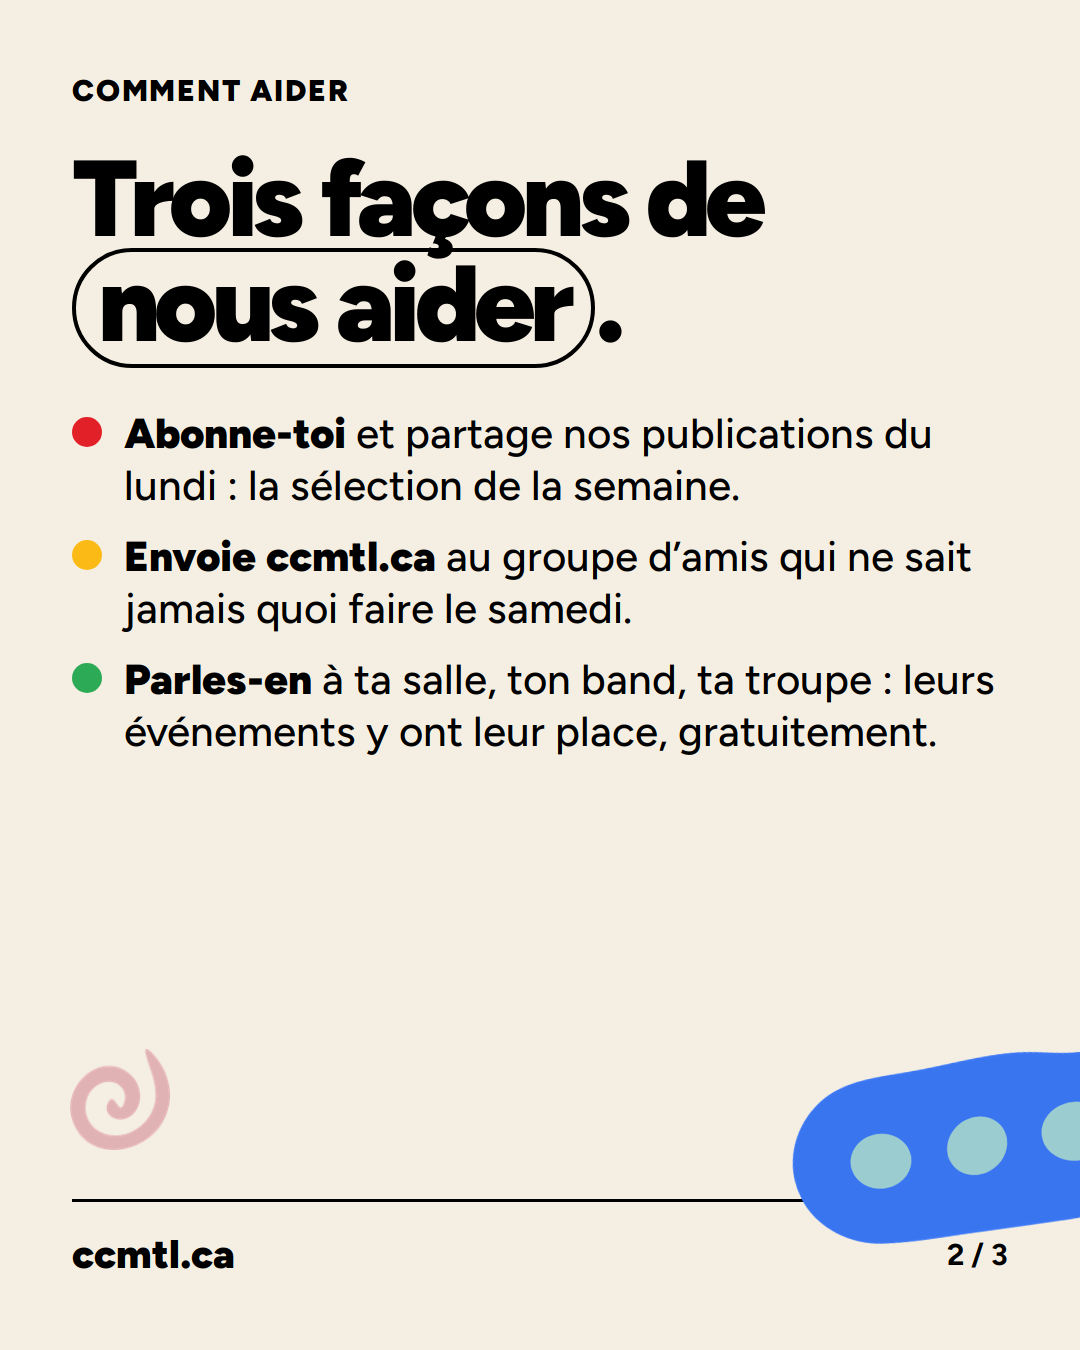 COMMENT AIDER
Trois façons de
nous aider.
Abonne-toi et partage nos publications du
lundi : la sélection de la semaine.
Envoie ccmtl.ca au groupe d’amis qui ne sait
jamais quoi faire le samedi.
Parles-en à ta salle, ton band, ta troupe : leurs
événements y ont leur place, gratuitement.
ccmtl.ca
2 / 3